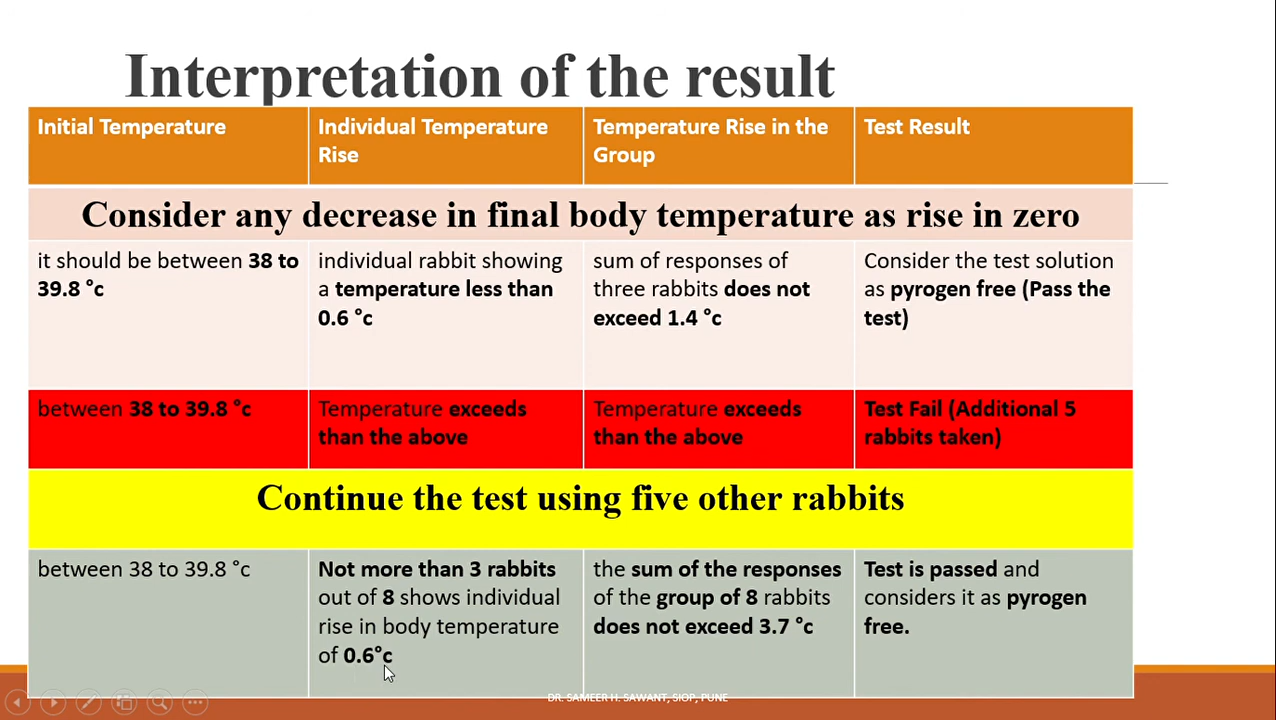 Interpretation of the result
Initial Temperature
Individual Temperature
Rise
Temperature Rise in the
Group
Test Result
Consider any decrease in final body temperature as rise in zero
it should be between 38 to
39.8 °c
individual rabbit showing
a temperature less than
0.6 °c
sum of responses of
three rabbits does not
exceed 1.4 °c
Consider the test solution
as pyrogen free (Pass the
test)
between 38 to 39.8 °c
Temperature exceeds
than the above
Temperature exceeds
than the above
Test Fail (Additional 5
rabbits taken)
Continue the test using five other rabbits
between 38 to 39.8 °c
Not more than 3 rabbits
out of 8 shows individual
rise in body temperature
of 0.6°c
the sum of the responses
of the group of 8 rabbits
does not exceed 3.7 °c
Test is passed and
considers it as pyrogen
free.
DR. SAMEER H. SAWANT, SIOP, PUNE